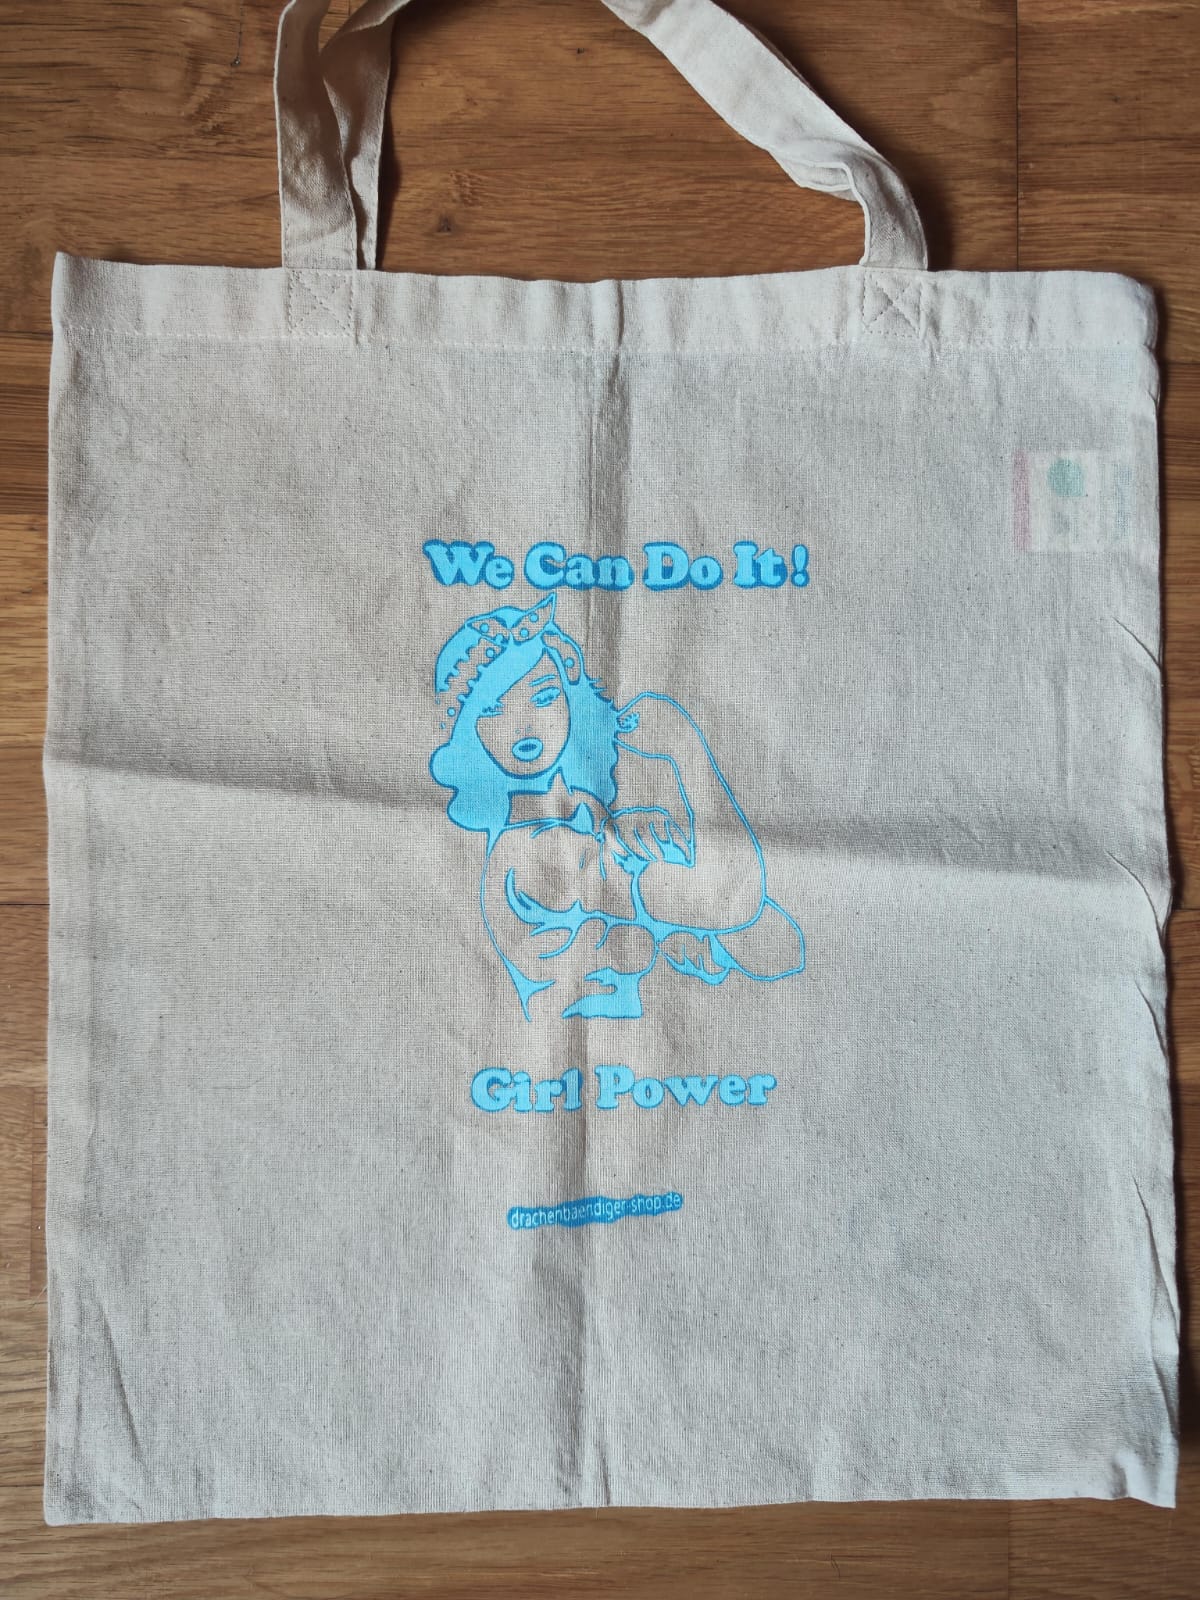 We Can Do It!
Girl Power
drachenbaendiger-shop.de